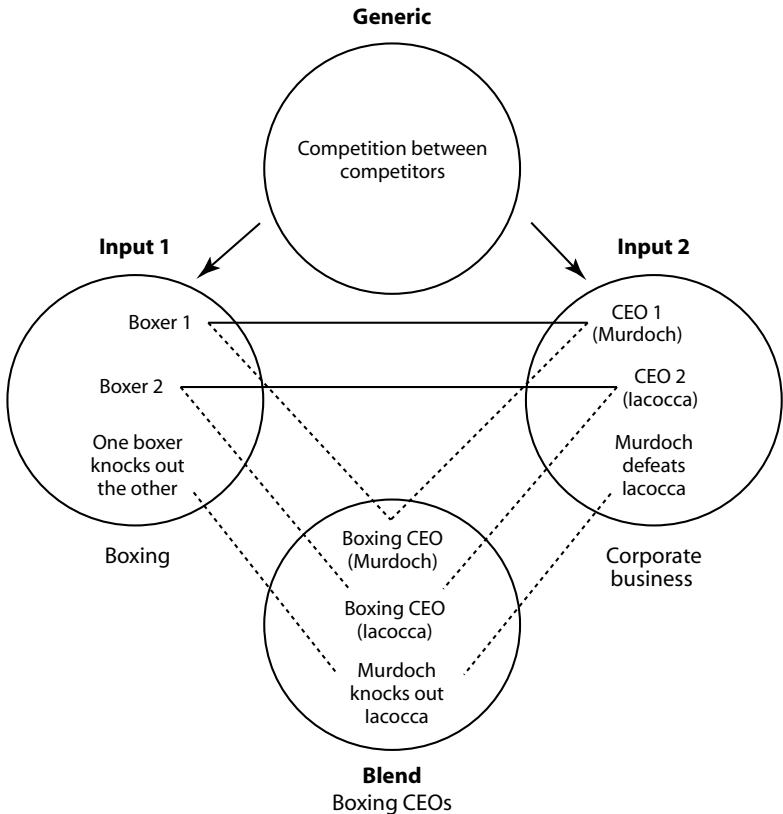 Generic
Competition between
competitors
Input 1
Input 2
Boxer 1
CEO 1
(Murdoch)
Boxer 2
CEO 2
(Iacocca)
One boxer
knocks out
the other
Murdoch
defeats
Iacocca
Boxing
Corporate
business
Boxing CEO
(Murdoch)
Boxing CEO
(Iacocca)
Murdoch
knocks out
Iacocca
Blend
Boxing CEOs